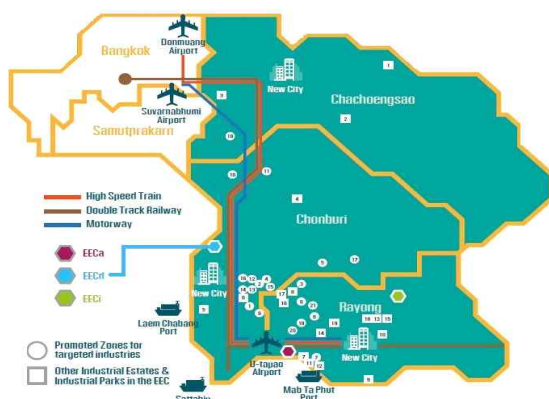 Bangkok
Donmuang
Airport
New City
Chachoengsao
Suvarnabhumi
Airport
Samutprakarn
High Speed Train
Double Track Railway
Motorway
Chonburi
EECa
EECd
EECi
New City
Rayong
Laem Chabang
Port
Promoted Zones for
targeted industries
U-tapao
Airport
New City
Other Industrial Estates &
Industrial Parks in the EEC
Map Ta Phut
Port
Sattahip